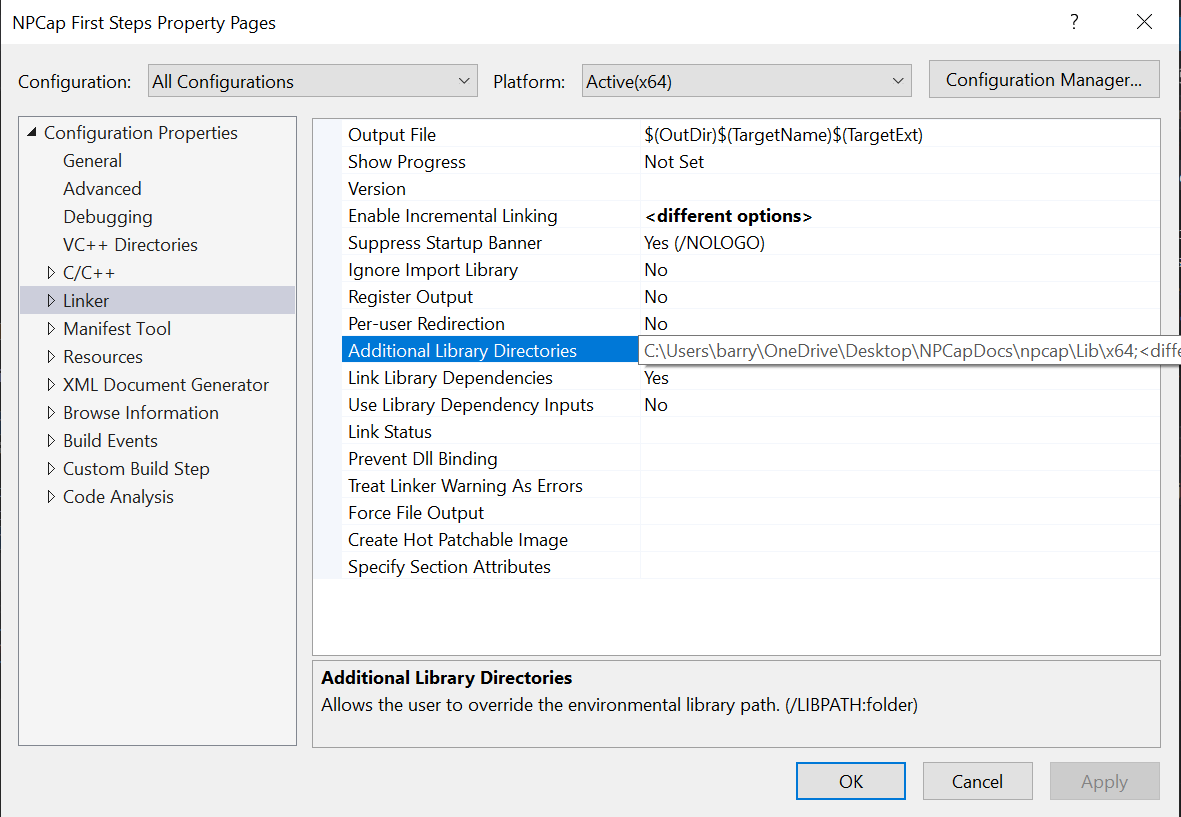 NPCap First Steps Property Pages ?
Configuration: All Configurations Platform: Active(x64) Configuration Manager...
Configuration Properties
General
Advanced
Debugging
VC++ Directories
C/C++
Linker
Manifest Tool
Resources
XML Document Generator
Browse Information
Build Events
Custom Build Step
Code Analysis
Output File $(OutDir)$(TargetName)$(TargetExt)
Show Progress Not Set
Version
Enable Incremental Linking <different options>
Suppress Startup Banner Yes (/NOLOGO)
Ignore Import Library No
Register Output No
Per-user Redirection No
Additional Library Directories C:\Users\barry\OneDrive\Desktop\NPCapDocs\npcap\Lib\x64;<diffe
Link Library Dependencies Yes
Use Library Dependency Inputs No
Link Status
Prevent Dll Binding
Treat Linker Warning As Errors
Force File Output
Create Hot Patchable Image
Specify Section Attributes
Additional Library Directories
Allows the user to override the environmental library path. (/LIBPATH:folder)
OK Cancel Apply